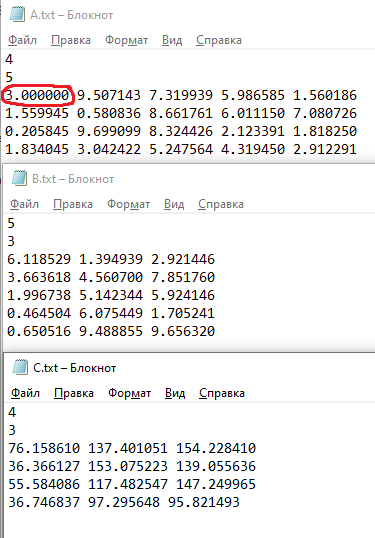 A.txt – Блокнот
Файл Правка Формат Вид Справка
4
5
3.000000 9.507143 7.319939 5.986585 1.560186
1.559945 0.580836 8.661761 6.011150 7.080726
0.205845 9.699099 8.324426 2.123391 1.818250
1.834045 3.042422 5.247564 4.319450 2.912291
B.txt – Блокнот
Файл Правка Формат Вид Справка
5
3
6.118529 1.394939 2.921446
3.663618 4.560700 7.851760
1.996738 5.142344 5.924146
0.464504 6.075449 1.705241
0.650516 9.488855 9.656320
C.txt – Блокнот
Файл Правка Формат Вид Справка
4
3
76.158610 137.401051 154.228410
36.366127 153.075223 139.055636
55.584086 117.482547 147.249965
36.746837 97.295648 95.821493